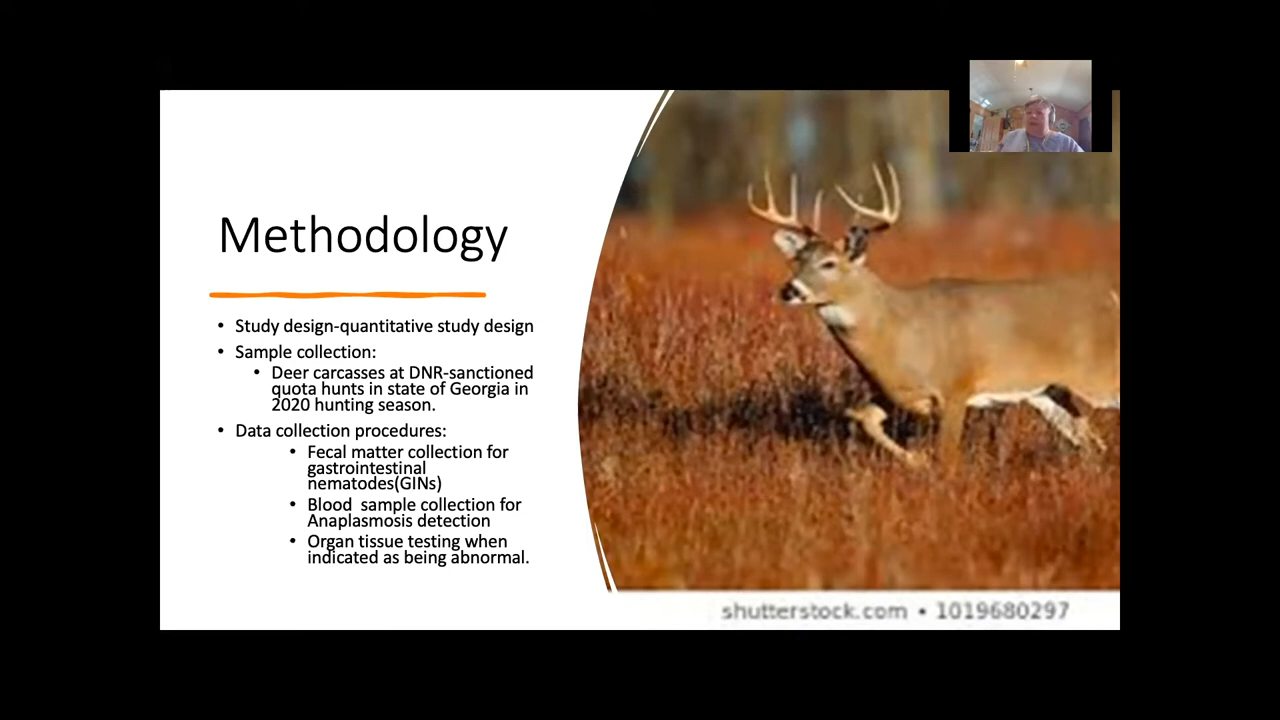 Methodology
• Study design-quantitative study design
• Sample collection:
• Deer carcasses at DNR-sanctioned
quota hunts in state of Georgia in
2020 hunting season.
• Data collection procedures:
• Fecal matter collection for
gastrointestinal
nematodes(GINs)
• Blood  sample collection for
Anaplasmosis detection
• Organ tissue testing when
indicated as being abnormal.
shutterstock.com • 1019680297